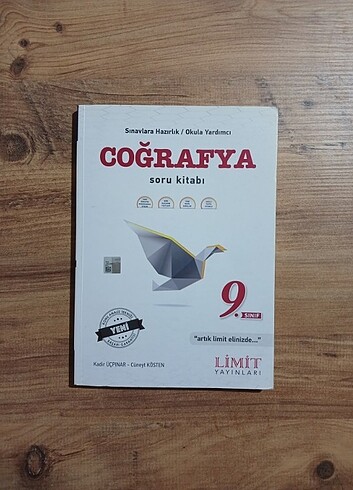 Sınavlara Hazırlık / Okula Yardımcı
COĞRAFYA
soru kitabı
9.
SINIF
YENİ
"artık limit elinizde..."
Kadir ÜÇPINAR - Cüneyt KÖSTEN
LİMİT
YAYINLARI